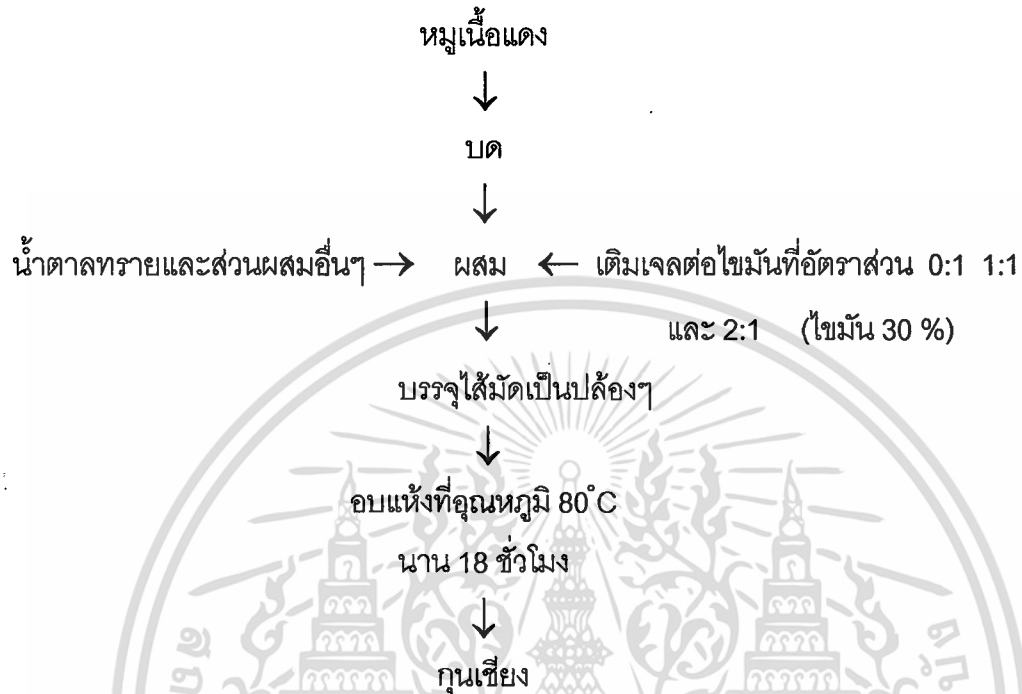 หมูเนื้อแดง
↓
บด
↓
น้ำตาลทรายและส่วนผสมอื่นๆ → ผสม ← เติมเจลต่อไขมันที่อัตราส่วน 0:1 1:1
↓ และ 2:1 (ไขมัน 30 %)
บรรจุไส้มัดเป็นปล้องๆ
↓
อบแห้งที่อุณหภูมิ 80°C
นาน 18 ชั่วโมง
↓
กุนเชียง